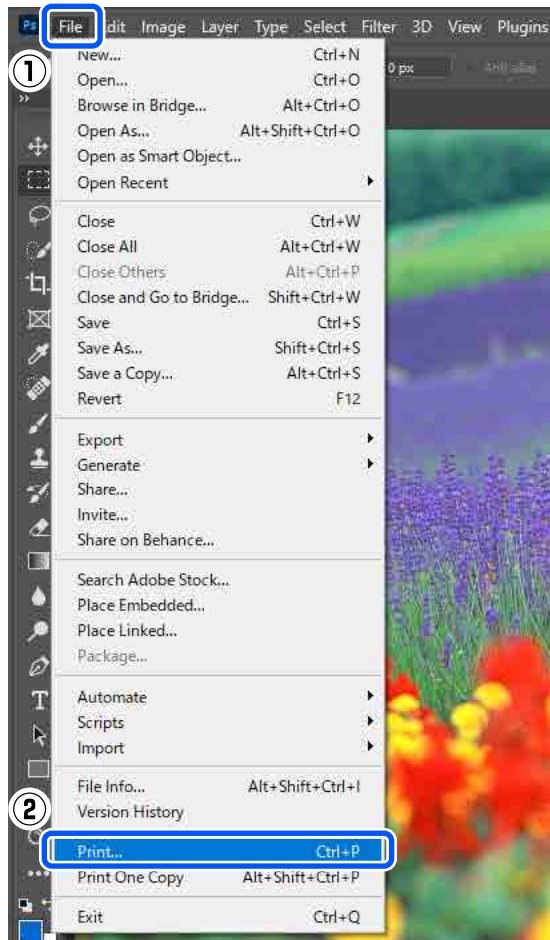 Ps File Edit Image Layer Type Select Filter 3D View Plugins
①
0 px Anti-alias
New... Ctrl+N
Open... Ctrl+O
Browse in Bridge... Alt+Ctrl+O
Open As... Alt+Shift+Ctrl+O
Open as Smart Object...
Open Recent
Close Ctrl+W
Close All Alt+Ctrl+W
Close Others Alt+Ctrl+P
Close and Go to Bridge... Shift+Ctrl+W
Save Ctrl+S
Save As... Shift+Ctrl+S
Save a Copy... Alt+Ctrl+S
Revert F12
Export
Generate
Share...
Invite...
Share on Behance...
Search Adobe Stock...
Place Embedded...
Place Linked...
Package...
Automate
Scripts
Import
File Info... Alt+Shift+Ctrl+I
Version History
②
Print... Ctrl+P
Print One Copy Alt+Shift+Ctrl+P
Exit Ctrl+Q